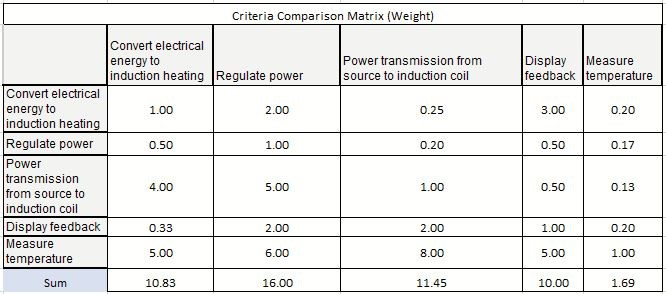 Criteria Comparison Matrix (Weight)
Convert electrical energy to induction heating Regulate power Power transmission from source to induction coil Display feedback Measure temperature
Convert electrical energy to induction heating 1.00 2.00 0.25 3.00 0.20
Regulate power 0.50 1.00 0.20 0.50 0.17
Power transmission from source to induction coil 4.00 5.00 1.00 0.50 0.13
Display feedback 0.33 2.00 2.00 1.00 0.20
Measure temperature 5.00 6.00 8.00 5.00 1.00
Sum 10.83 16.00 11.45 10.00 1.69